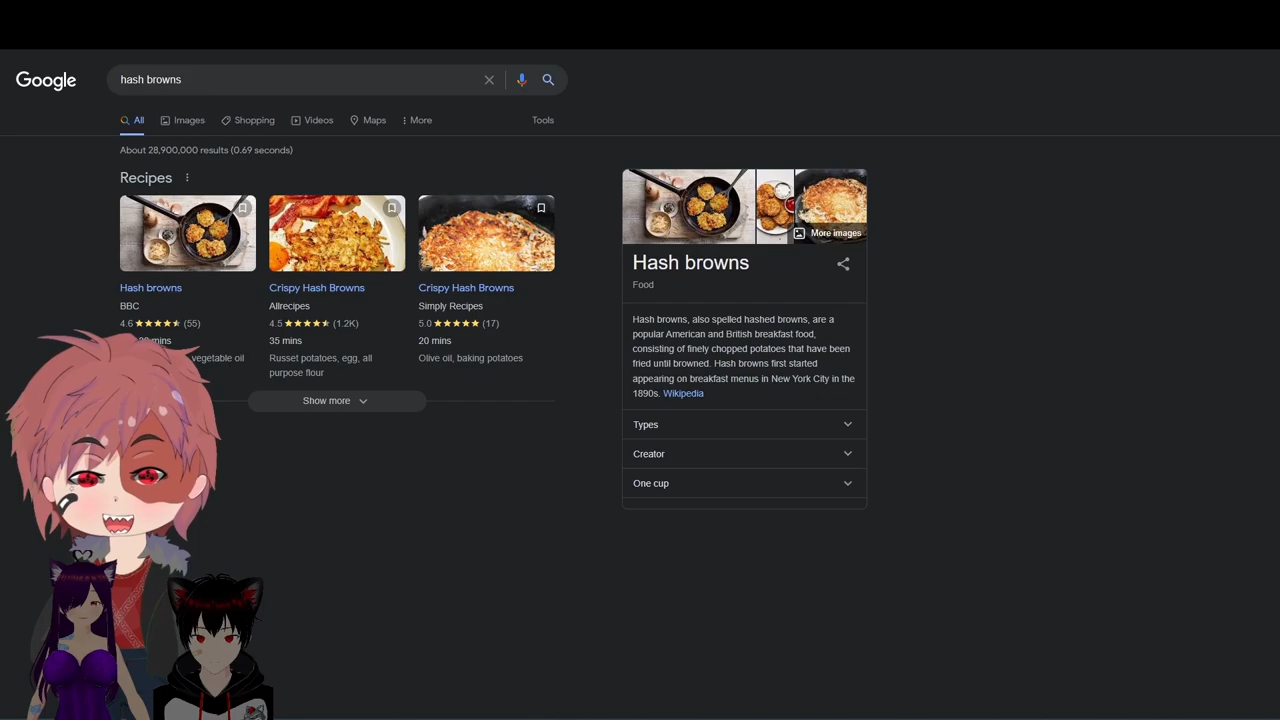 Google
hash browns
All Images Shopping Videos Maps More Tools
About 28,900,000 results (0.69 seconds)
Recipes
Hash browns
BBC
4.6 (55)
mins
vegetable oil
Crispy Hash Browns
Allrecipes
4.5 (1.2K)
35 mins
Russet potatoes, egg, all
purpose flour
Crispy Hash Browns
Simply Recipes
5.0 (17)
20 mins
Olive oil, baking potatoes
Show more
More images
Hash browns
Food
Hash browns, also spelled hashed browns, are a
popular American and British breakfast food,
consisting of finely chopped potatoes that have been
fried until browned. Hash browns first started
appearing on breakfast menus in New York City in the
1890s. Wikipedia
Types
Creator
One cup